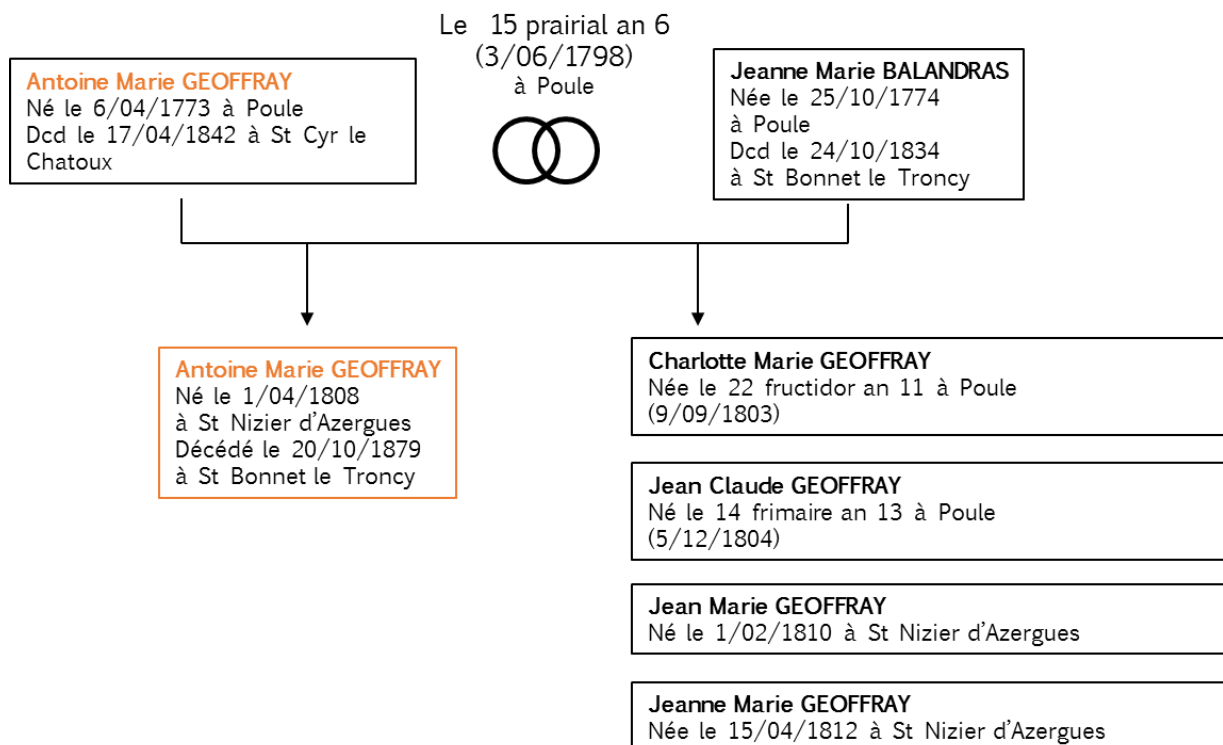 Le 15 prairial an 6
(3/06/1798)
à Poule
Antoine Marie GEOFFRAY
Né le 6/04/1773 à Poule
Dcd le 17/04/1842 à St Cyr le
Chatoux
Jeanne Marie BALANDRAS
Née le 25/10/1774
à Poule
Dcd le 24/10/1834
à St Bonnet le Troncy
Antoine Marie GEOFFRAY
Né le 1/04/1808
à St Nizier d'Azergues
Décédé le 20/10/1879
à St Bonnet le Troncy
Charlotte Marie GEOFFRAY
Née le 22 fructidor an 11 à Poule
(9/09/1803)
Jean Claude GEOFFRAY
Né le 14 frimaire an 13 à Poule
(5/12/1804)
Jean Marie GEOFFRAY
Né le 1/02/1810 à St Nizier d'Azergues
Jeanne Marie GEOFFRAY
Née le 15/04/1812 à St Nizier d'Azergues